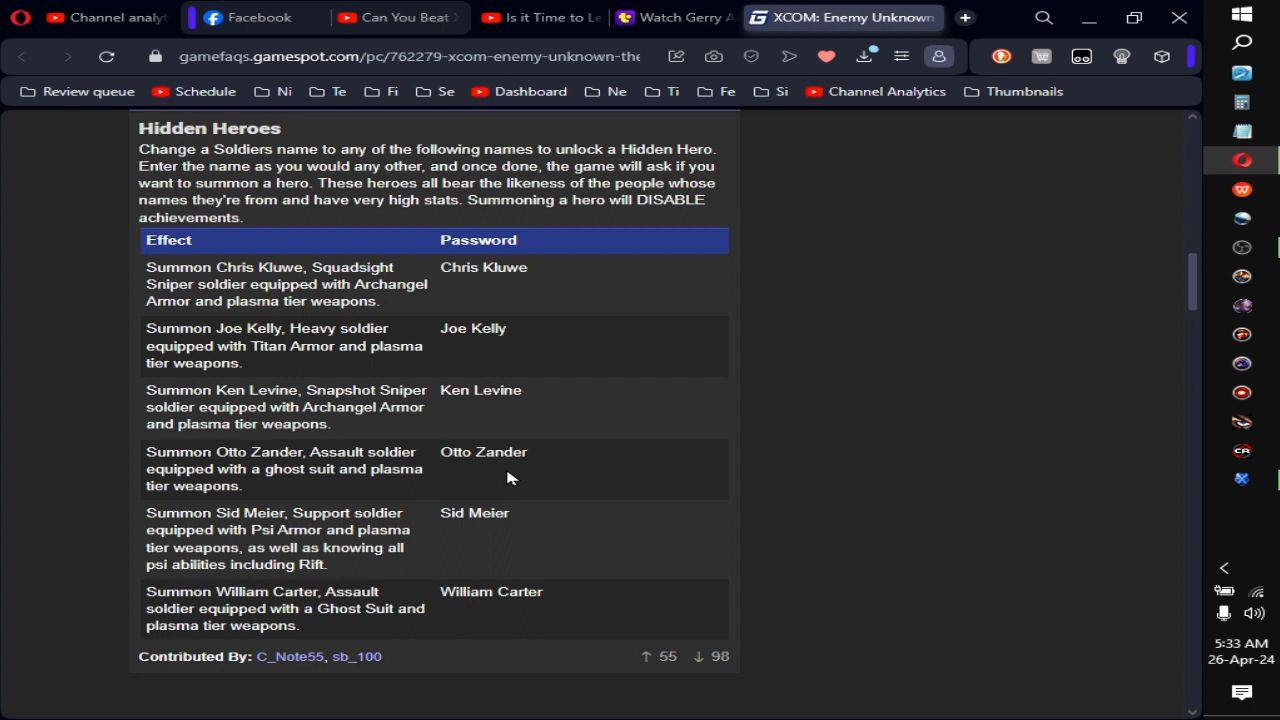 Channel analyt
Facebook
Can You Beat
Is it Time to Le
Watch Gerry A
XCOM: Enemy Unknown
gamefaqs.gamespot.com/pc/762279-xcom-enemy-unknown-the
Review queue
Schedule
Ni
Te
Fi
Se
Dashboard
Ne
Ti
Fe
Si
Channel Analytics
Thumbnails
Hidden Heroes
Change a Soldiers name to any of the following names to unlock a Hidden Hero.
Enter the name as you would any other, and once done, the game will ask if you
want to summon a hero. These heroes all bear the likeness of the people whose
names they're from and have very high stats. Summoning a hero will DISABLE
achievements.
Effect Password
Summon Chris Kluwe, Squadsight Chris Kluwe
Sniper soldier equipped with Archangel
Armor and plasma tier weapons.
Summon Joe Kelly, Heavy soldier Joe Kelly
equipped with Titan Armor and plasma
tier weapons.
Summon Ken Levine, Snapshot Sniper Ken Levine
soldier equipped with Archangel Armor
and plasma tier weapons.
Summon Otto Zander, Assault soldier Otto Zander
equipped with a ghost suit and plasma
tier weapons.
Summon Sid Meier, Support soldier Sid Meier
equipped with Psi Armor and plasma
tier weapons, as well as knowing all
psi abilities including Rift.
Summon William Carter, Assault William Carter
soldier equipped with a Ghost Suit and
plasma tier weapons.
Contributed By: C_Note55, sb_100 ↑ 55 ↓ 98
5:33 AM
26-Apr-24